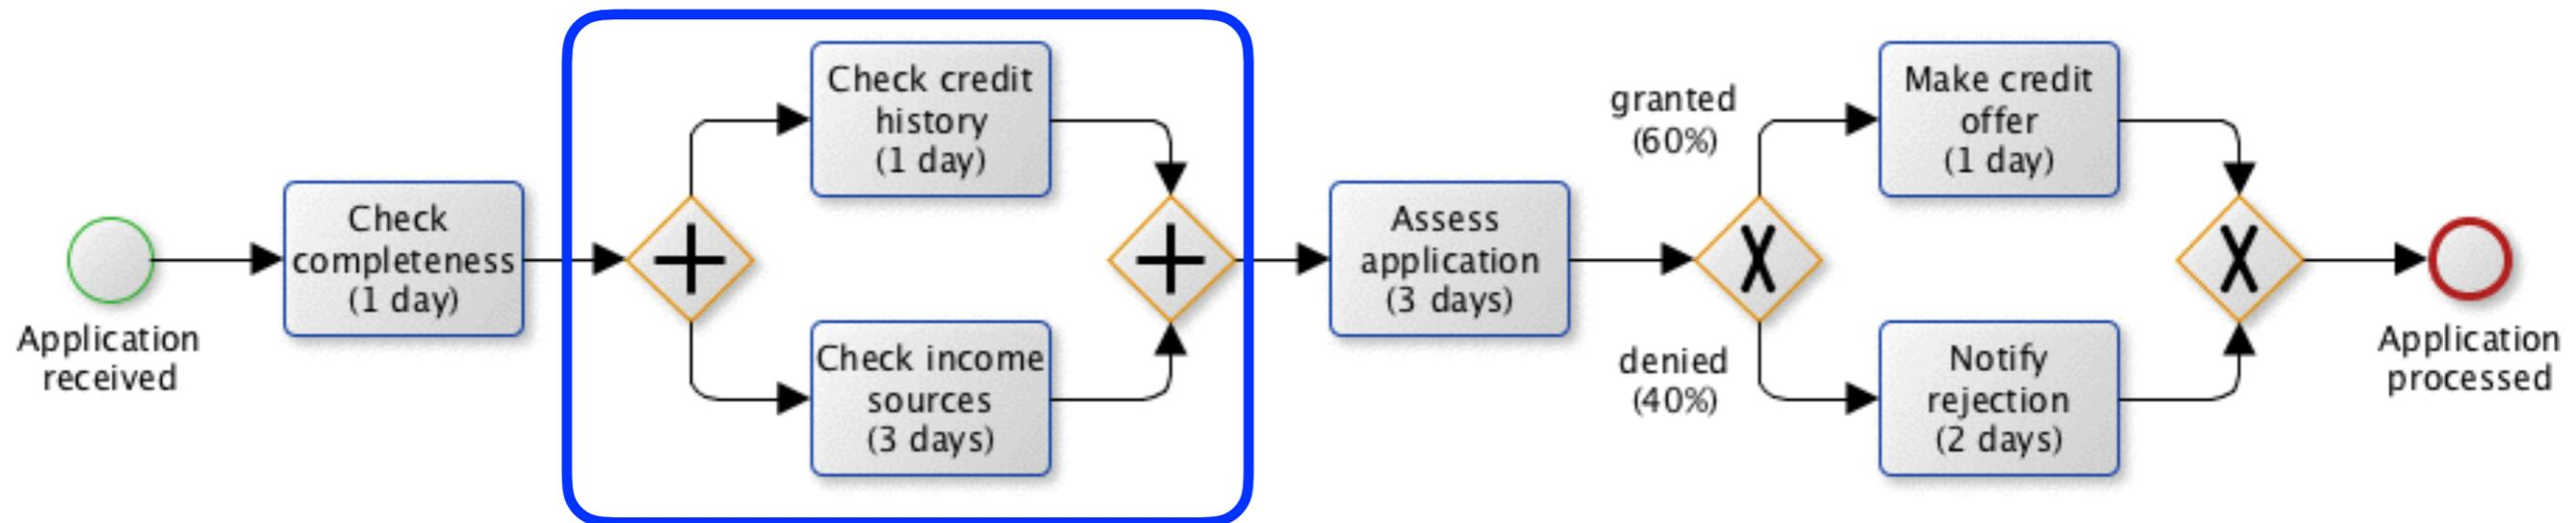 Application
received
Check
completeness
(1 day)
Check credit
history
(1 day)
Check income
sources
(3 days)
Assess
application
(3 days)
granted
(60%)
denied
(40%)
Make credit
offer
(1 day)
Notify
rejection
(2 days)
Application
processed